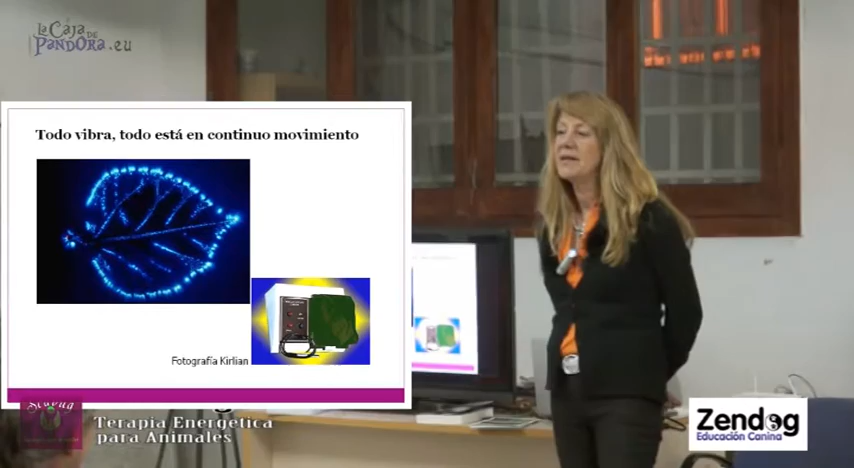 La Caja
de
Pandora.eu
Todo vibra, todo está en continuo movimiento
Fotografía Kirlian
Terapia Energética
para Animales
Zendog
Educación Canina